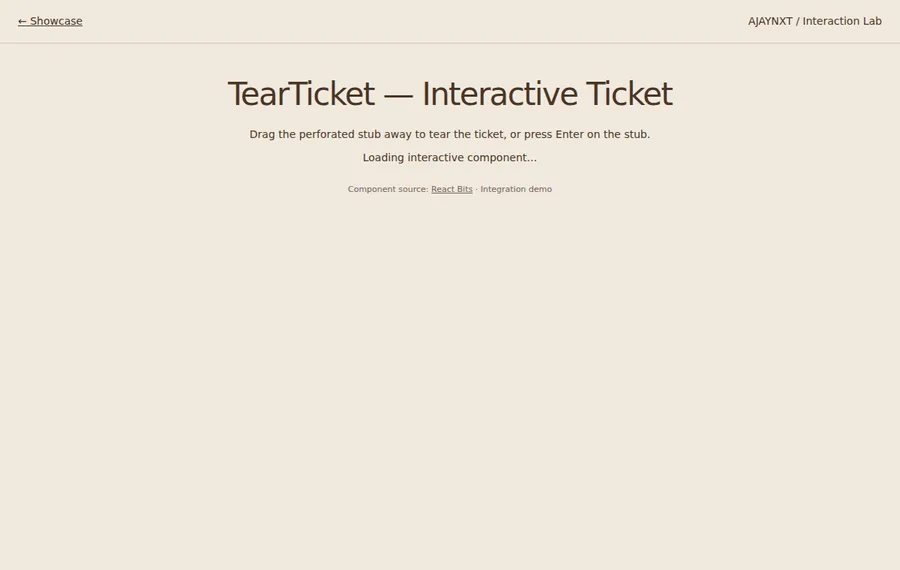 ← Showcase
AJAYNXT / Interaction Lab
TearTicket — Interactive Ticket
Drag the perforated stub away to tear the ticket, or press Enter on the stub.
Loading interactive component…
Component source: React Bits · Integration demo